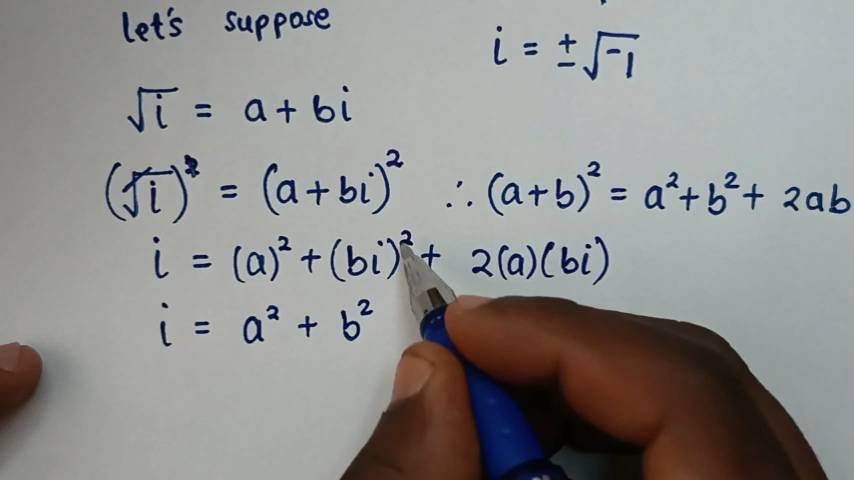 let's suppose
i = ±√-1
√i = a + bi
(√i)² = (a + bi)² ∴ (a + b)² = a² + b² + 2ab
i = (a)² + (bi)² + 2(a)(bi)
i = a² + b²